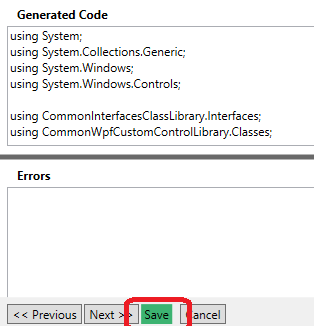 Generated Code
using System;
using System.Collections.Generic;
using System.Windows;
using System.Windows.Controls;
using CommonInterfacesClassLibrary.Interfaces;
using CommonWpfCustomControlLibrary.Classes;
Errors
<< Previous Next >> Save Cancel